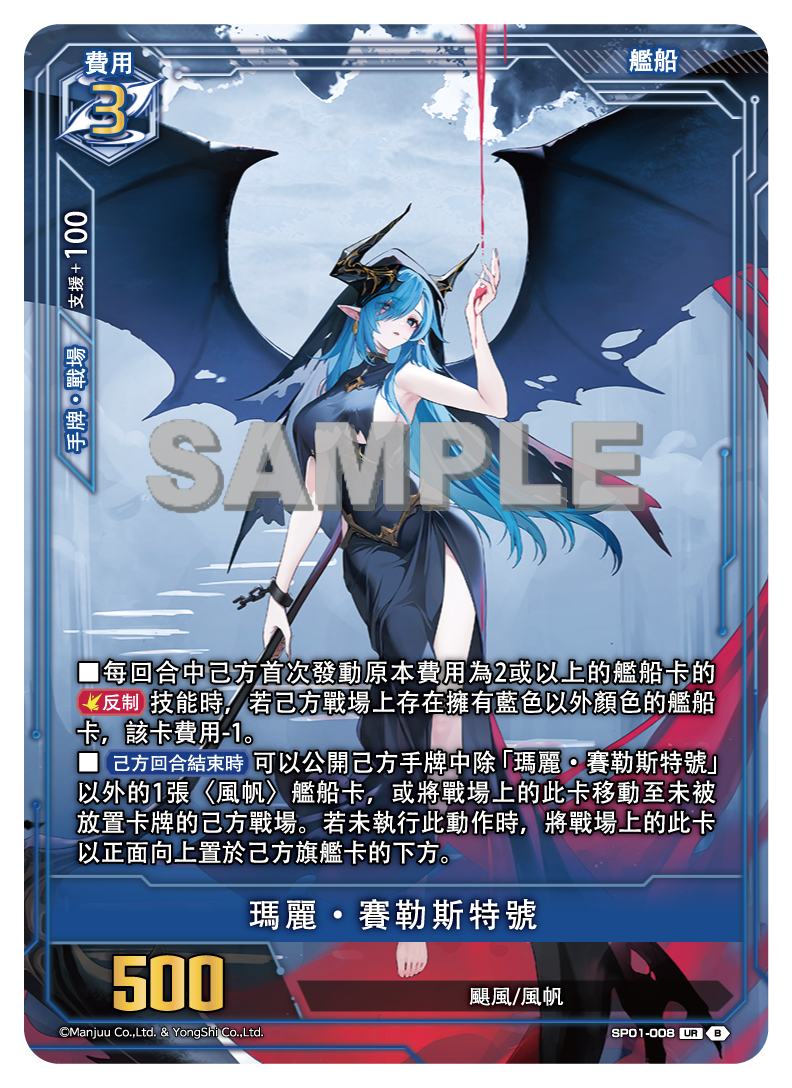 費用
3
艦船
支援+100
手牌・戰場
SAMPLE
■每回合中己方首次發動原本費用為2或以上的艦船卡的
反制 技能時，若己方戰場上存在擁有藍色以外顏色的艦船
卡，該卡費用-1。
■ 己方回合結束時 可以公開己方手牌中除「瑪麗・賽勒斯特號」
以外的1張〈風帆〉艦船卡，或將戰場上的此卡移動至未被
放置卡牌的己方戰場。若未執行此動作時，將戰場上的此卡
以正面向上置於己方旗艦卡的下方。
瑪麗・賽勒斯特號
500
颶風/風帆
©Manjuu Co.,Ltd. & YongShi Co.,Ltd.
SP01-008 UR B